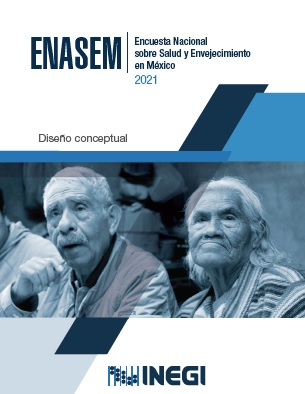 ENASEM
Encuesta Nacional
sobre Salud y Envejecimiento
en México
2021
Diseño conceptual
INEGI